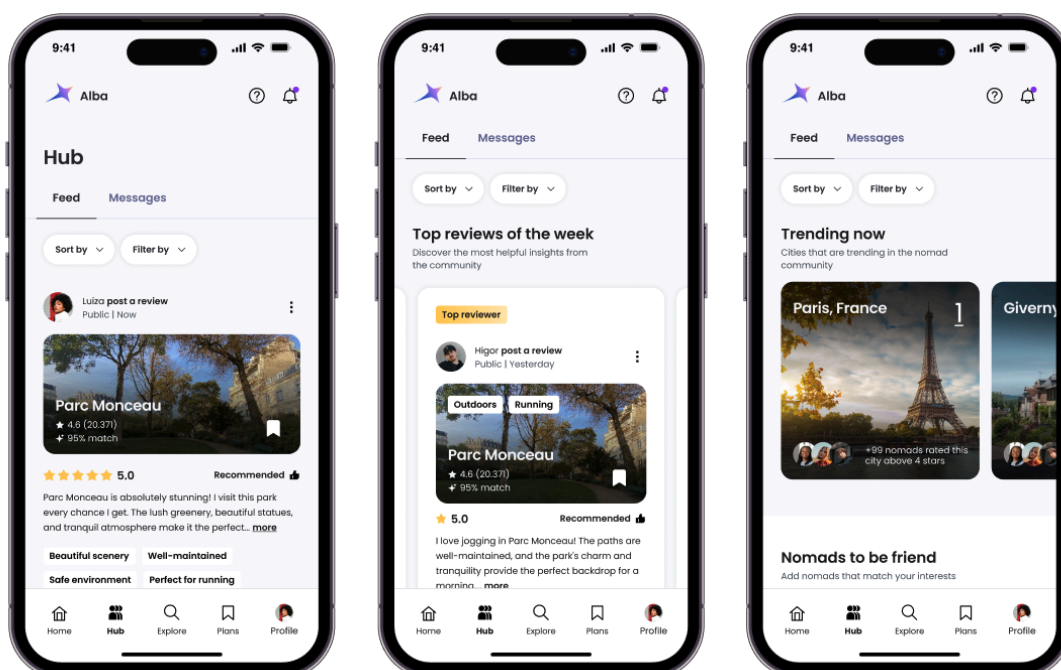 9:41
Alba
Hub
Feed Messages
Sort by Filter by
Luíza post a review
Public | Now
Parc Monceau
4.6 (20.371)
95% match
5.0 Recommended
Parc Monceau is absolutely stunning! I visit this park
every chance I get. The lush greenery, beautiful statues,
and tranquil atmosphere make it the perfect... more
Beautiful scenery Well-maintained
Safe environment Perfect for running
Home Hub Explore Plans Profile
9:41
Alba
Feed Messages
Sort by Filter by
Top reviews of the week
Discover the most helpful insights from
the community
Top reviewer
Higor post a review
Public | Yesterday
Outdoors Running
Parc Monceau
4.6 (20.371)
95% match
5.0 Recommended
I love jogging in Parc Monceau! The paths are
well-maintained, and the park's charm and
tranquility provide the perfect backdrop for a
morning... more
Home Hub Explore Plans Profile
9:41
Alba
Feed Messages
Sort by Filter by
Trending now
Cities that are trending in the nomad
community
Paris, France 1 Giverny
+99 nomads rated this
city above 4 stars
Nomads to be friend
Add nomads that match your interests
Home Hub Explore Plans Profile